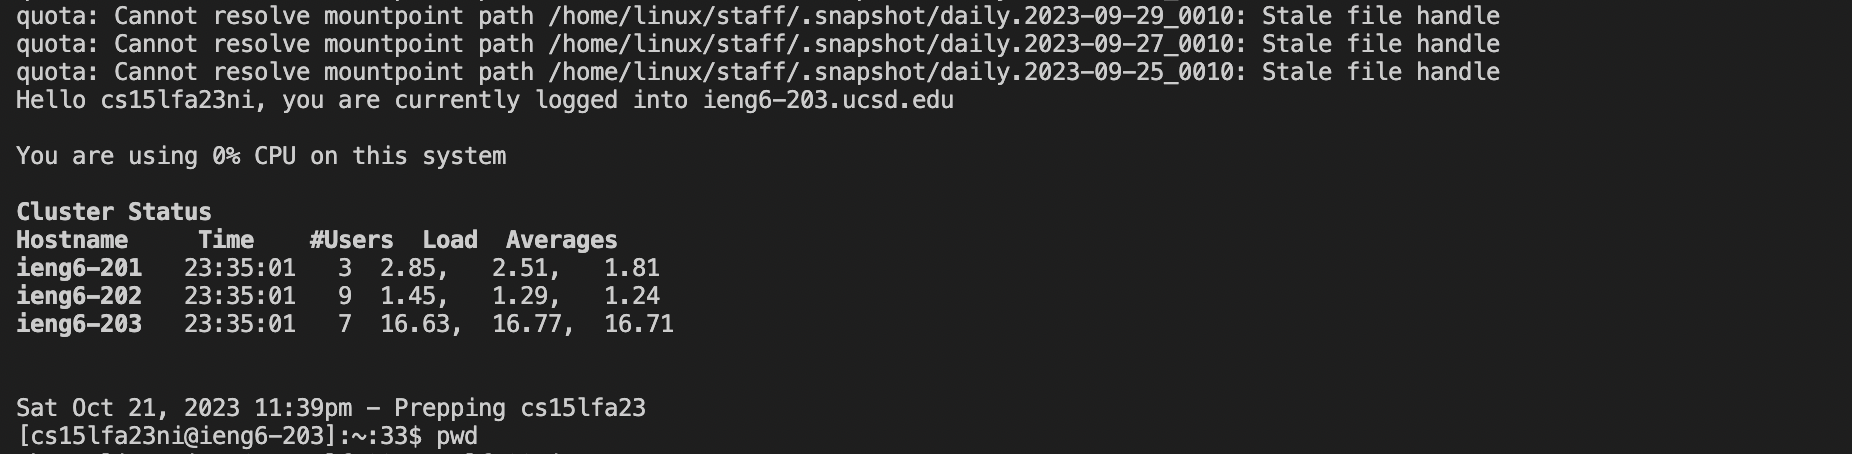 quota: Cannot resolve mountpoint path /home/linux/staff/.snapshot/daily.2023-09-29_0010: Stale file handle
quota: Cannot resolve mountpoint path /home/linux/staff/.snapshot/daily.2023-09-27_0010: Stale file handle
quota: Cannot resolve mountpoint path /home/linux/staff/.snapshot/daily.2023-09-25_0010: Stale file handle
Hello cs15lfa23ni, you are currently logged into ieng6-203.ucsd.edu
You are using 0% CPU on this system
Cluster Status
Hostname     Time    #Users  Load  Averages
ieng6-201   23:35:01   3  2.85,   2.51,   1.81
ieng6-202   23:35:01   9  1.45,   1.29,   1.24
ieng6-203   23:35:01   7  16.63,  16.77,  16.71
Sat Oct 21, 2023 11:39pm - Prepping cs15lfa23
[cs15lfa23ni@ieng6-203]:~:33$ pwd